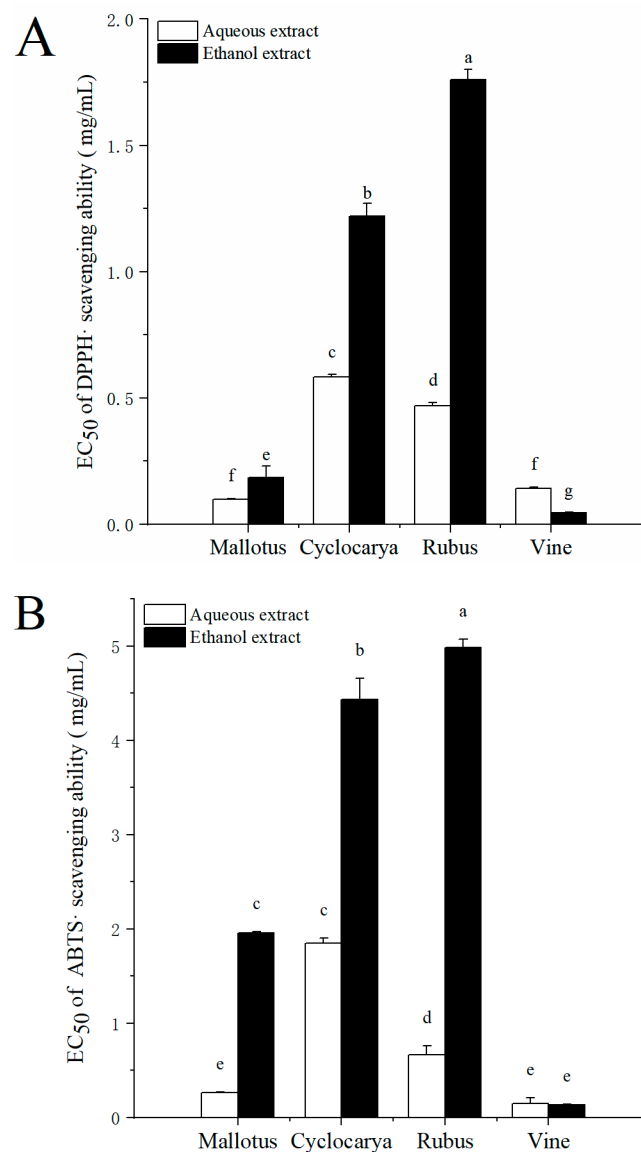 A
Aqueous extract
Ethanol extract
EC50 of DPPH· scavenging ability ( mg/mL)
2.0
1.5
1.0
0.5
0.0
f
e
c
b
d
a
f
g
Mallotus Cyclocarya Rubus Vine
B
Aqueous extract
Ethanol extract
EC50 of ABTS· scavenging ability ( mg/mL)
5
4
3
2
1
0
e
c
c
b
d
a
e
e
Mallotus Cyclocarya Rubus Vine